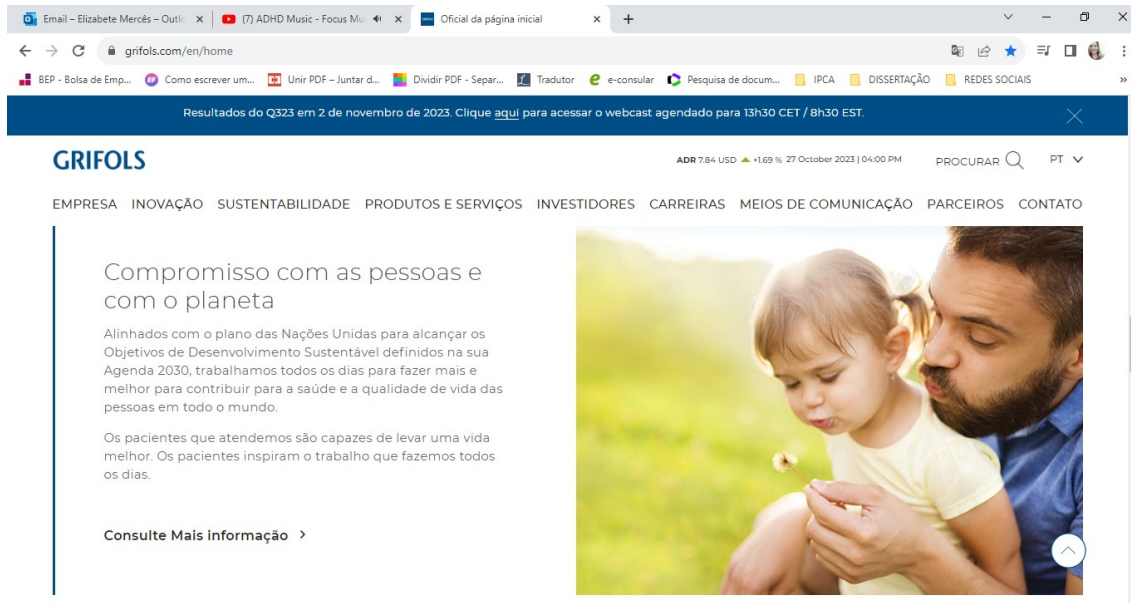 Email – Elizabete Mercês – Outlo
(7) ADHD Music - Focus Mu
Oficial da página inicial
grifols.com/en/home
BEP - Bolsa de Emp...
Como escrever um...
Unir PDF – Juntar d...
Dividir PDF - Separ...
Tradutor
e-consular
Pesquisa de docum...
IPCA
DISSERTAÇÃO
REDES SOCIAIS
»
Resultados do Q323 em 2 de novembro de 2023. Clique aqui para acessar o webcast agendado para 13h30 CET / 8h30 EST.
GRIFOLS
ADR 7.84 USD +1.69 % 27 October 2023 | 04:00 PM
PROCURAR
PT
EMPRESA INOVAÇÃO SUSTENTABILIDADE PRODUTOS E SERVIÇOS INVESTIDORES CARREIRAS MEIOS DE COMUNICAÇÃO PARCEIROS CONTATO
Compromisso com as pessoas e
com o planeta
Alinhados com o plano das Nações Unidas para alcançar os
Objetivos de Desenvolvimento Sustentável definidos na sua
Agenda 2030, trabalhamos todos os dias para fazer mais e
melhor para contribuir para a saúde e a qualidade de vida das
pessoas em todo o mundo.
Os pacientes que atendemos são capazes de levar uma vida
melhor. Os pacientes inspiram o trabalho que fazemos todos
os dias.
Consulte Mais informação >